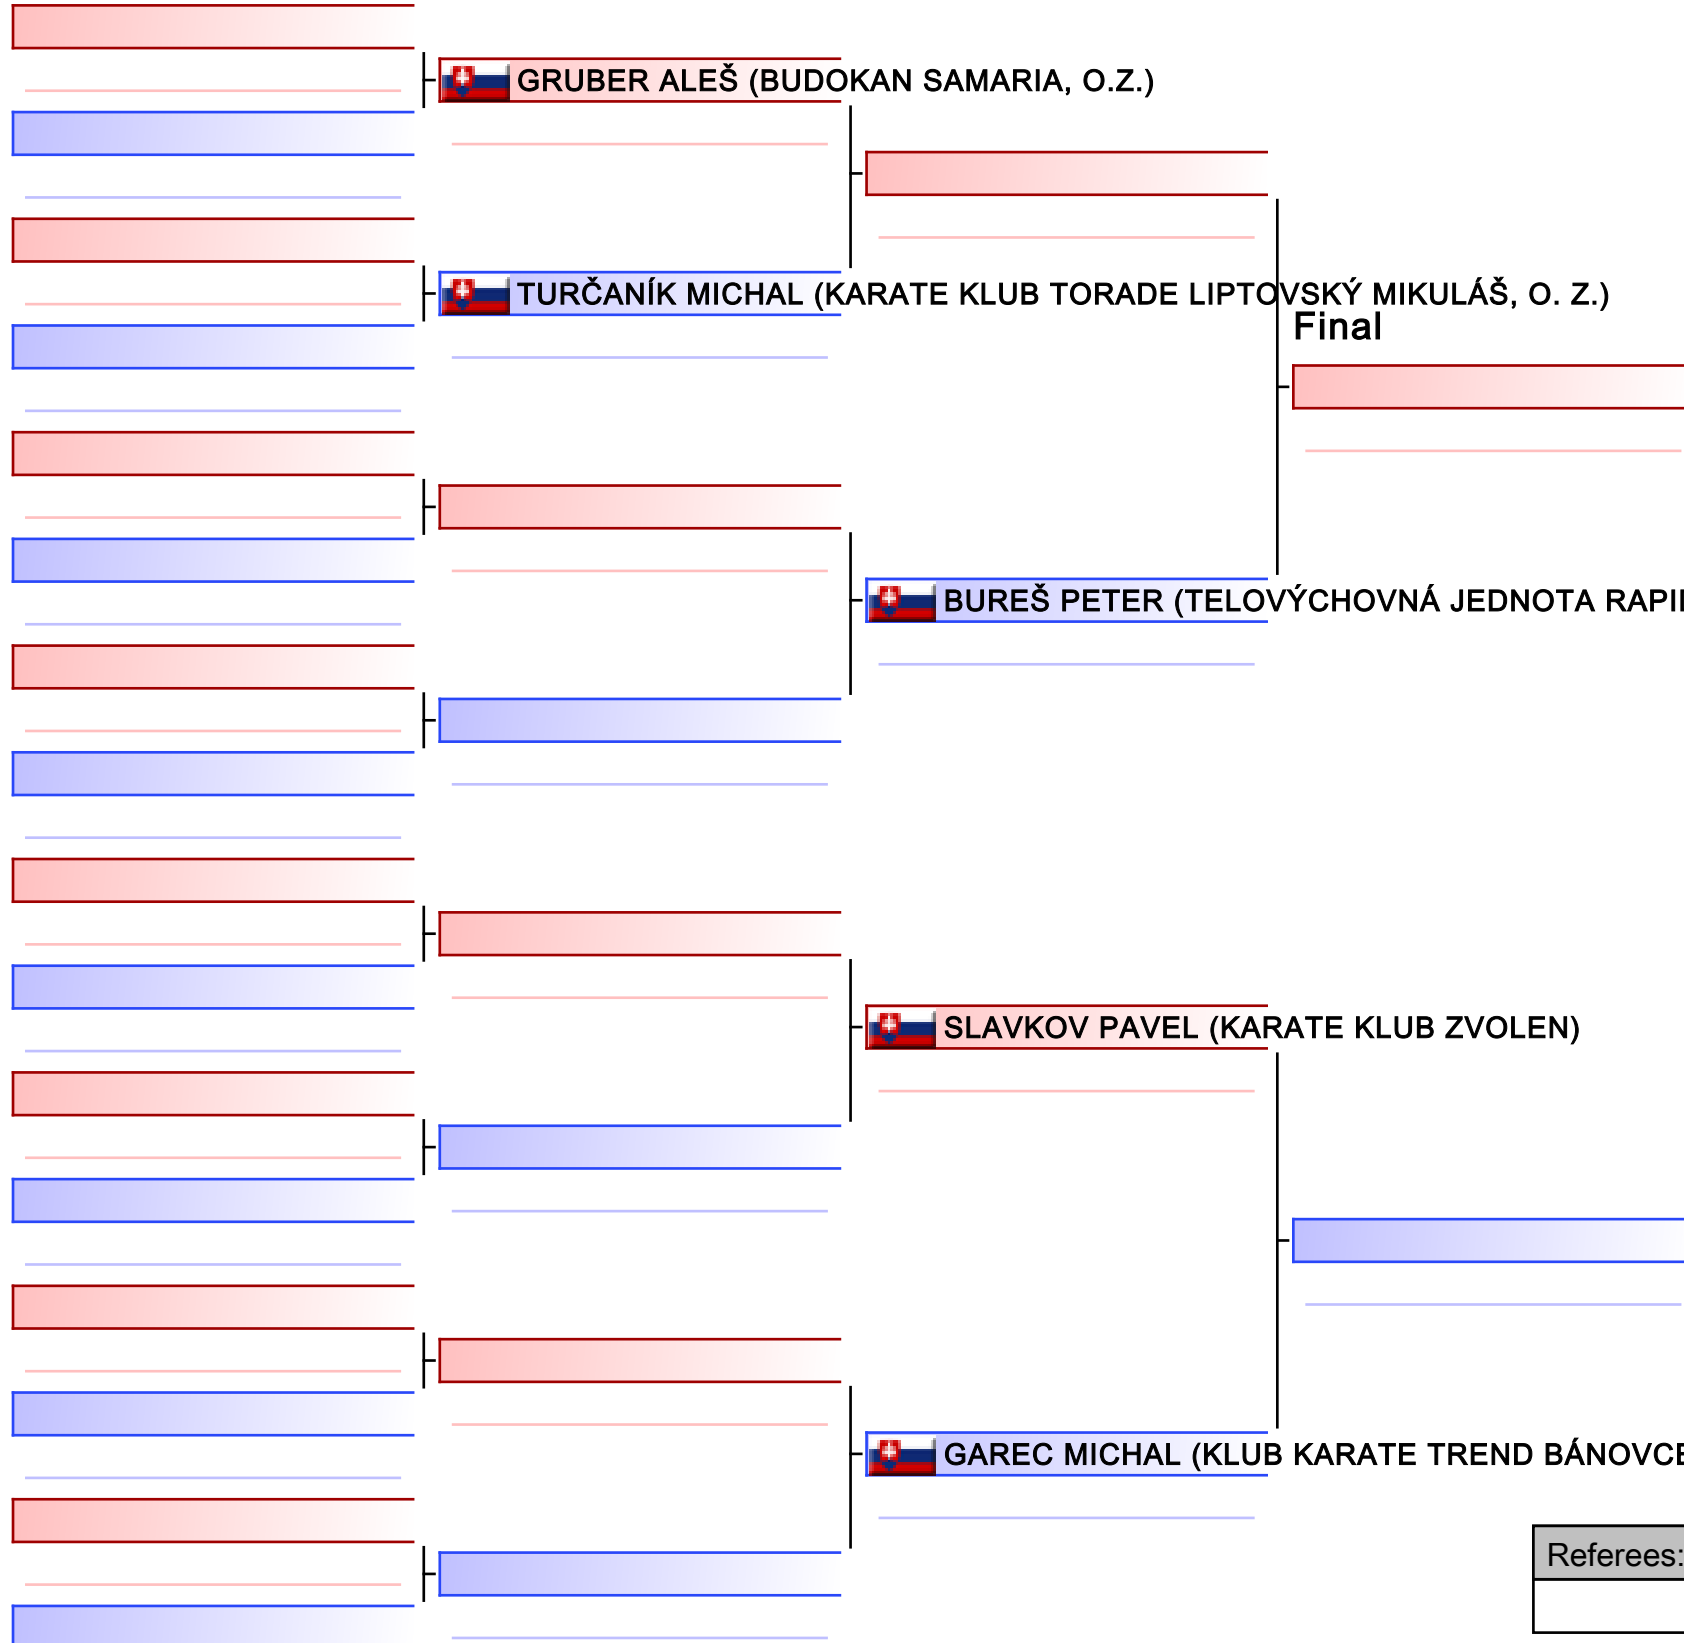 GRUBER ALEŠ (BUDOKAN SAMARIA, O.Z.)
TURČANÍK MICHAL (KARATE KLUB TORADE LIPTOVSKÝ MIKULÁŠ, O. Z.)
Final
BUREŠ PETER (TELOVÝCHOVNÁ JEDNOTA
SLAVKOV PAVEL (KARATE KLUB ZVOLEN)
GAREC MICHAL (KLUB KARATE TREND BÁNOVCE
Referees: